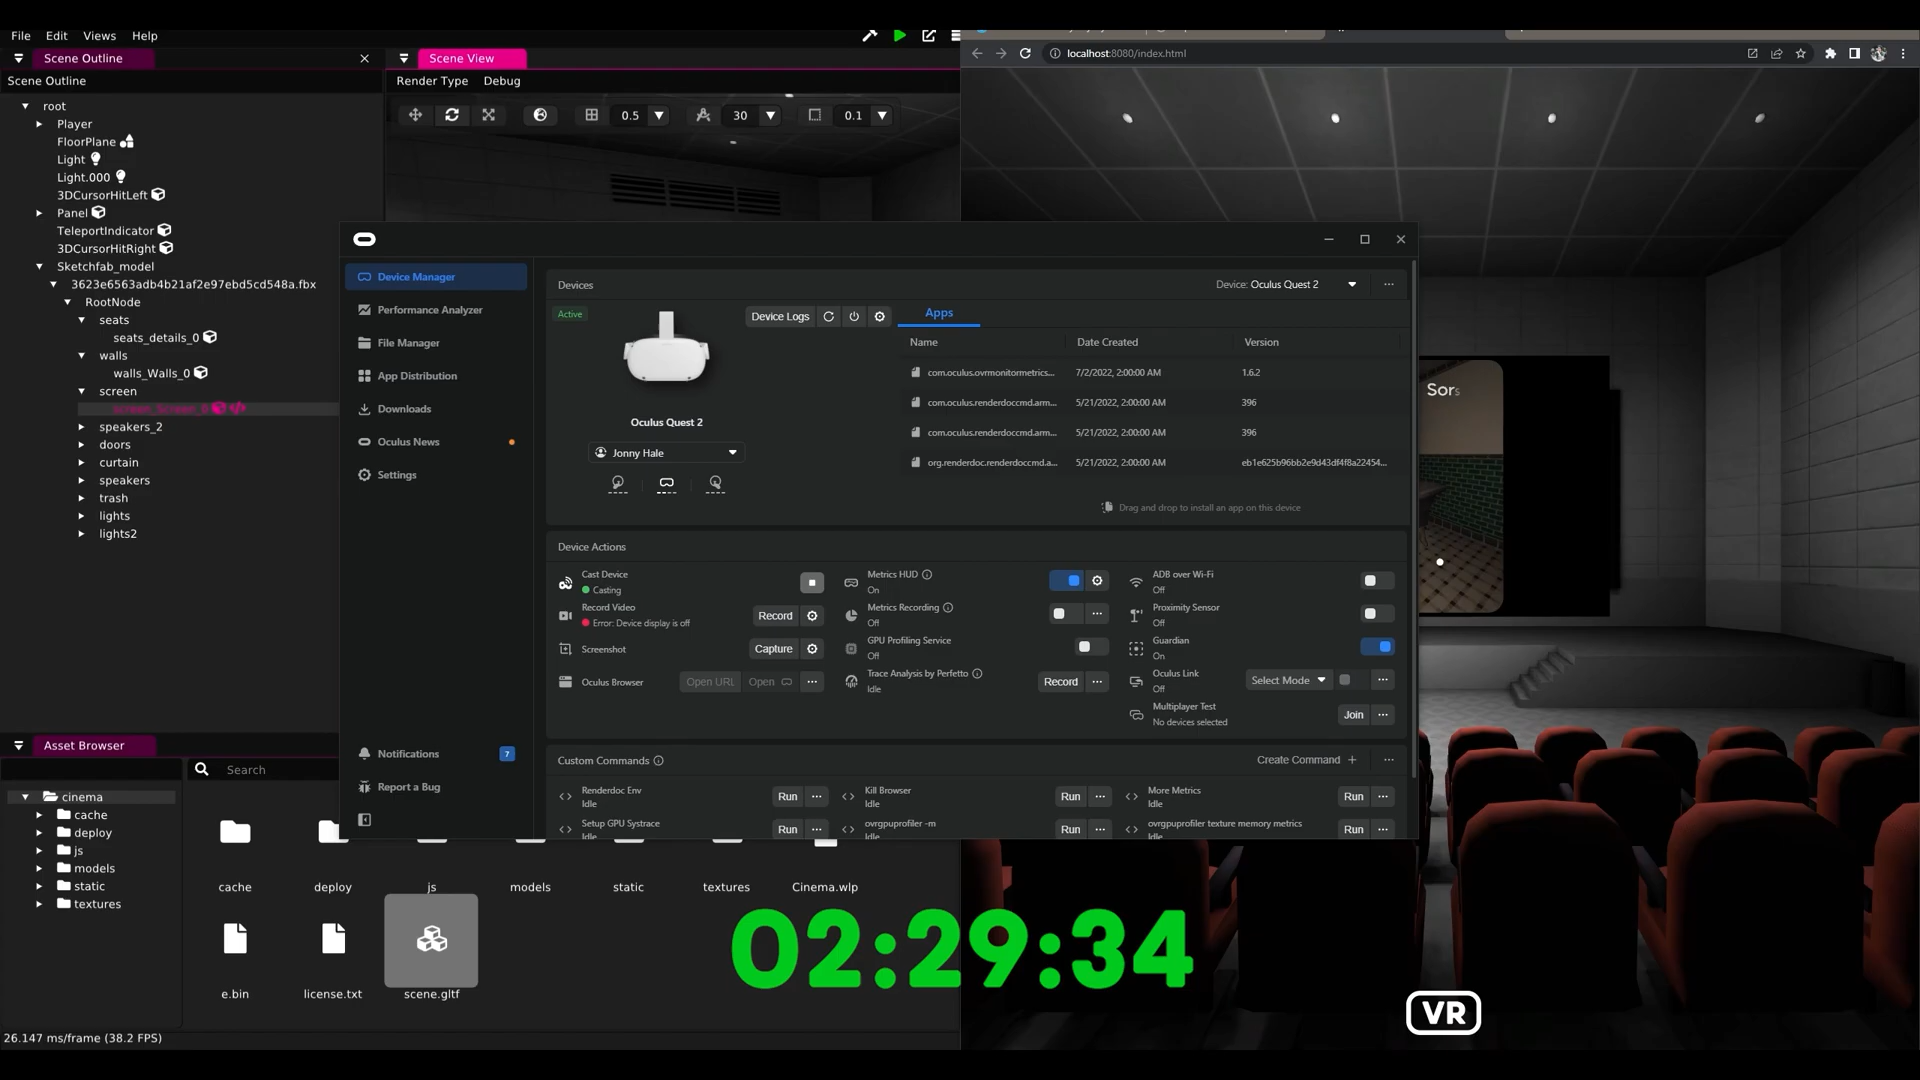 File Edit Views Help
Scene Outline
Scene View
localhost:8080/index.html
Scene Outline
Render Type Debug
0.5 30 0.1
root
Player
FloorPlane
Light
Light.000
3DCursorHitLeft
Panel
TeleportIndicator
3DCursorHitRight
Sketchfab_model
3623e6563adb4b21af2e97ebd5cd548a.fbx
RootNode
seats
seats_details_0
walls
walls_Walls_0
screen
screen_Screen_0
speakers_2
doors
curtain
speakers
trash
lights
lights2
Device Manager
Performance Analyzer
File Manager
App Distribution
Downloads
Oculus News
Settings
Notifications 7
Report a Bug
Devices
Device: Oculus Quest 2
Active
Device Logs
Oculus Quest 2
Jonny Hale
Apps
Name Date Created Version
com.oculus.ovrmonitormetrics... 7/2/2022, 2:00:00 AM 1.6.2
com.oculus.renderdoccmd.arm... 5/21/2022, 2:00:00 AM 396
com.oculus.renderdoccmd.arm... 5/21/2022, 2:00:00 AM 396
org.renderdoc.renderdoccmd.a... 5/21/2022, 2:00:00 AM eb1e625b96bb2e9d43df4f8a22454...
Drag and drop to install an app on this device
Device Actions
Cast Device
Casting
Record Video
Error: Device display is off
Record
Screenshot
Capture
Oculus Browser
Open URL Open
Metrics HUD
On
Metrics Recording
Off
GPU Profiling Service
Off
Trace Analysis by Perfetto
Idle
Record
ADB over Wi-Fi
Off
Proximity Sensor
Off
Guardian
On
Oculus Link
Off
Select Mode
Multiplayer Test
No devices selected
Join
Custom Commands
Create Command +
Renderdoc Env
Idle
Run
Kill Browser
Idle
Run
More Metrics
Idle
Run
Setup GPU Systrace
Idle
Run
ovrgpuprofiler -m
Idle
Run
ovrgpuprofiler texture memory metrics
Idle
Run
Sors
Asset Browser
Search
cinema
cache
deploy
js
models
static
textures
cache deploy js models static textures Cinema.wlp
e.bin license.txt scene.gltf
02:29:34
VR
26.147 ms/frame (38.2 FPS)